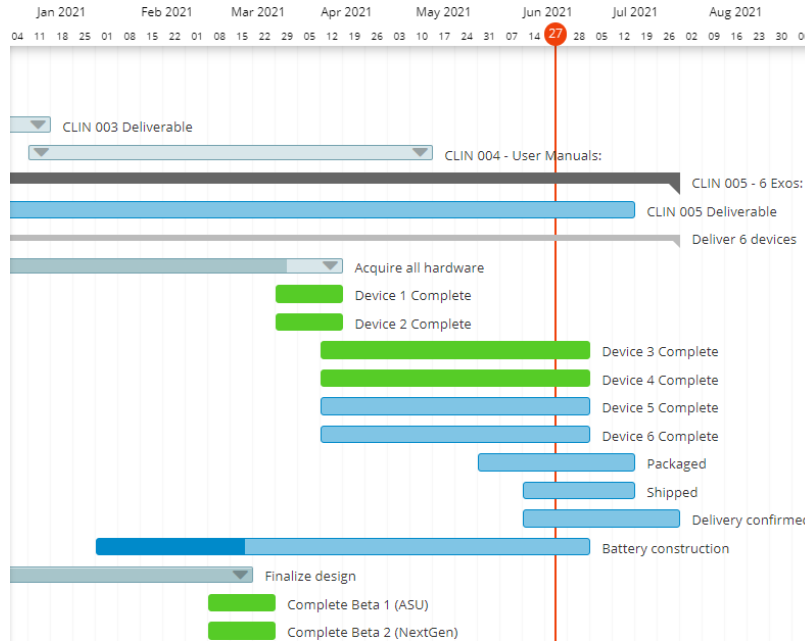 Jan 2021 Feb 2021 Mar 2021 Apr 2021 May 2021 Jun 2021 Jul 2021 Aug 2021
04 11 18 25 01 08 15 22 01 08 15 22 29 05 12 19 26 03 10 17 24 31 07 14 27 28 05 12 19 26 02 09 16 23 30
CLIN 003 Deliverable
CLIN 004 - User Manuals:
CLIN 005 - 6 Exos:
CLIN 005 Deliverable
Deliver 6 devices
Acquire all hardware
Device 1 Complete
Device 2 Complete
Device 3 Complete
Device 4 Complete
Device 5 Complete
Device 6 Complete
Packaged
Shipped
Delivery confirmed
Battery construction
Finalize design
Complete Beta 1 (ASU)
Complete Beta 2 (NextGen)